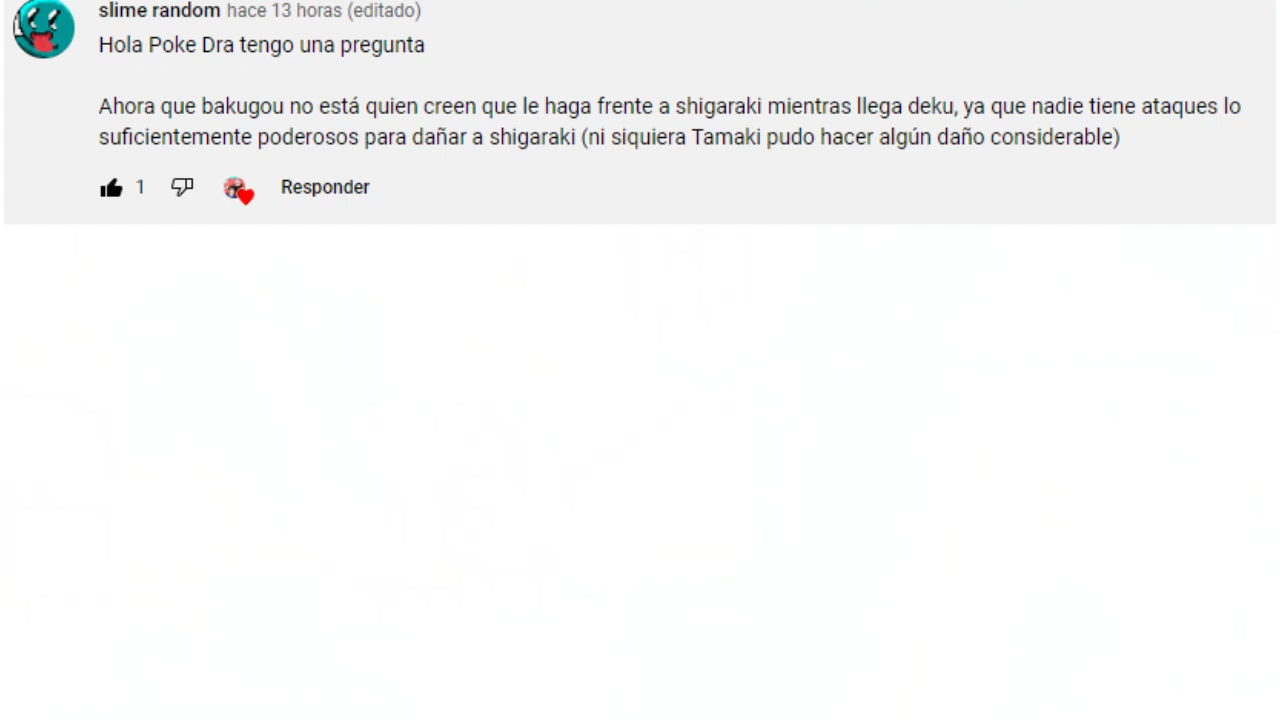 slime random hace 13 horas (editado)
Hola Poke Dra tengo una pregunta
Ahora que bakugou no está quien creen que le haga frente a shigaraki mientras llega deku, ya que nadie tiene ataques lo
suficientemente poderosos para dañar a shigaraki (ni siquiera Tamaki pudo hacer algún daño considerable)
1 Responder